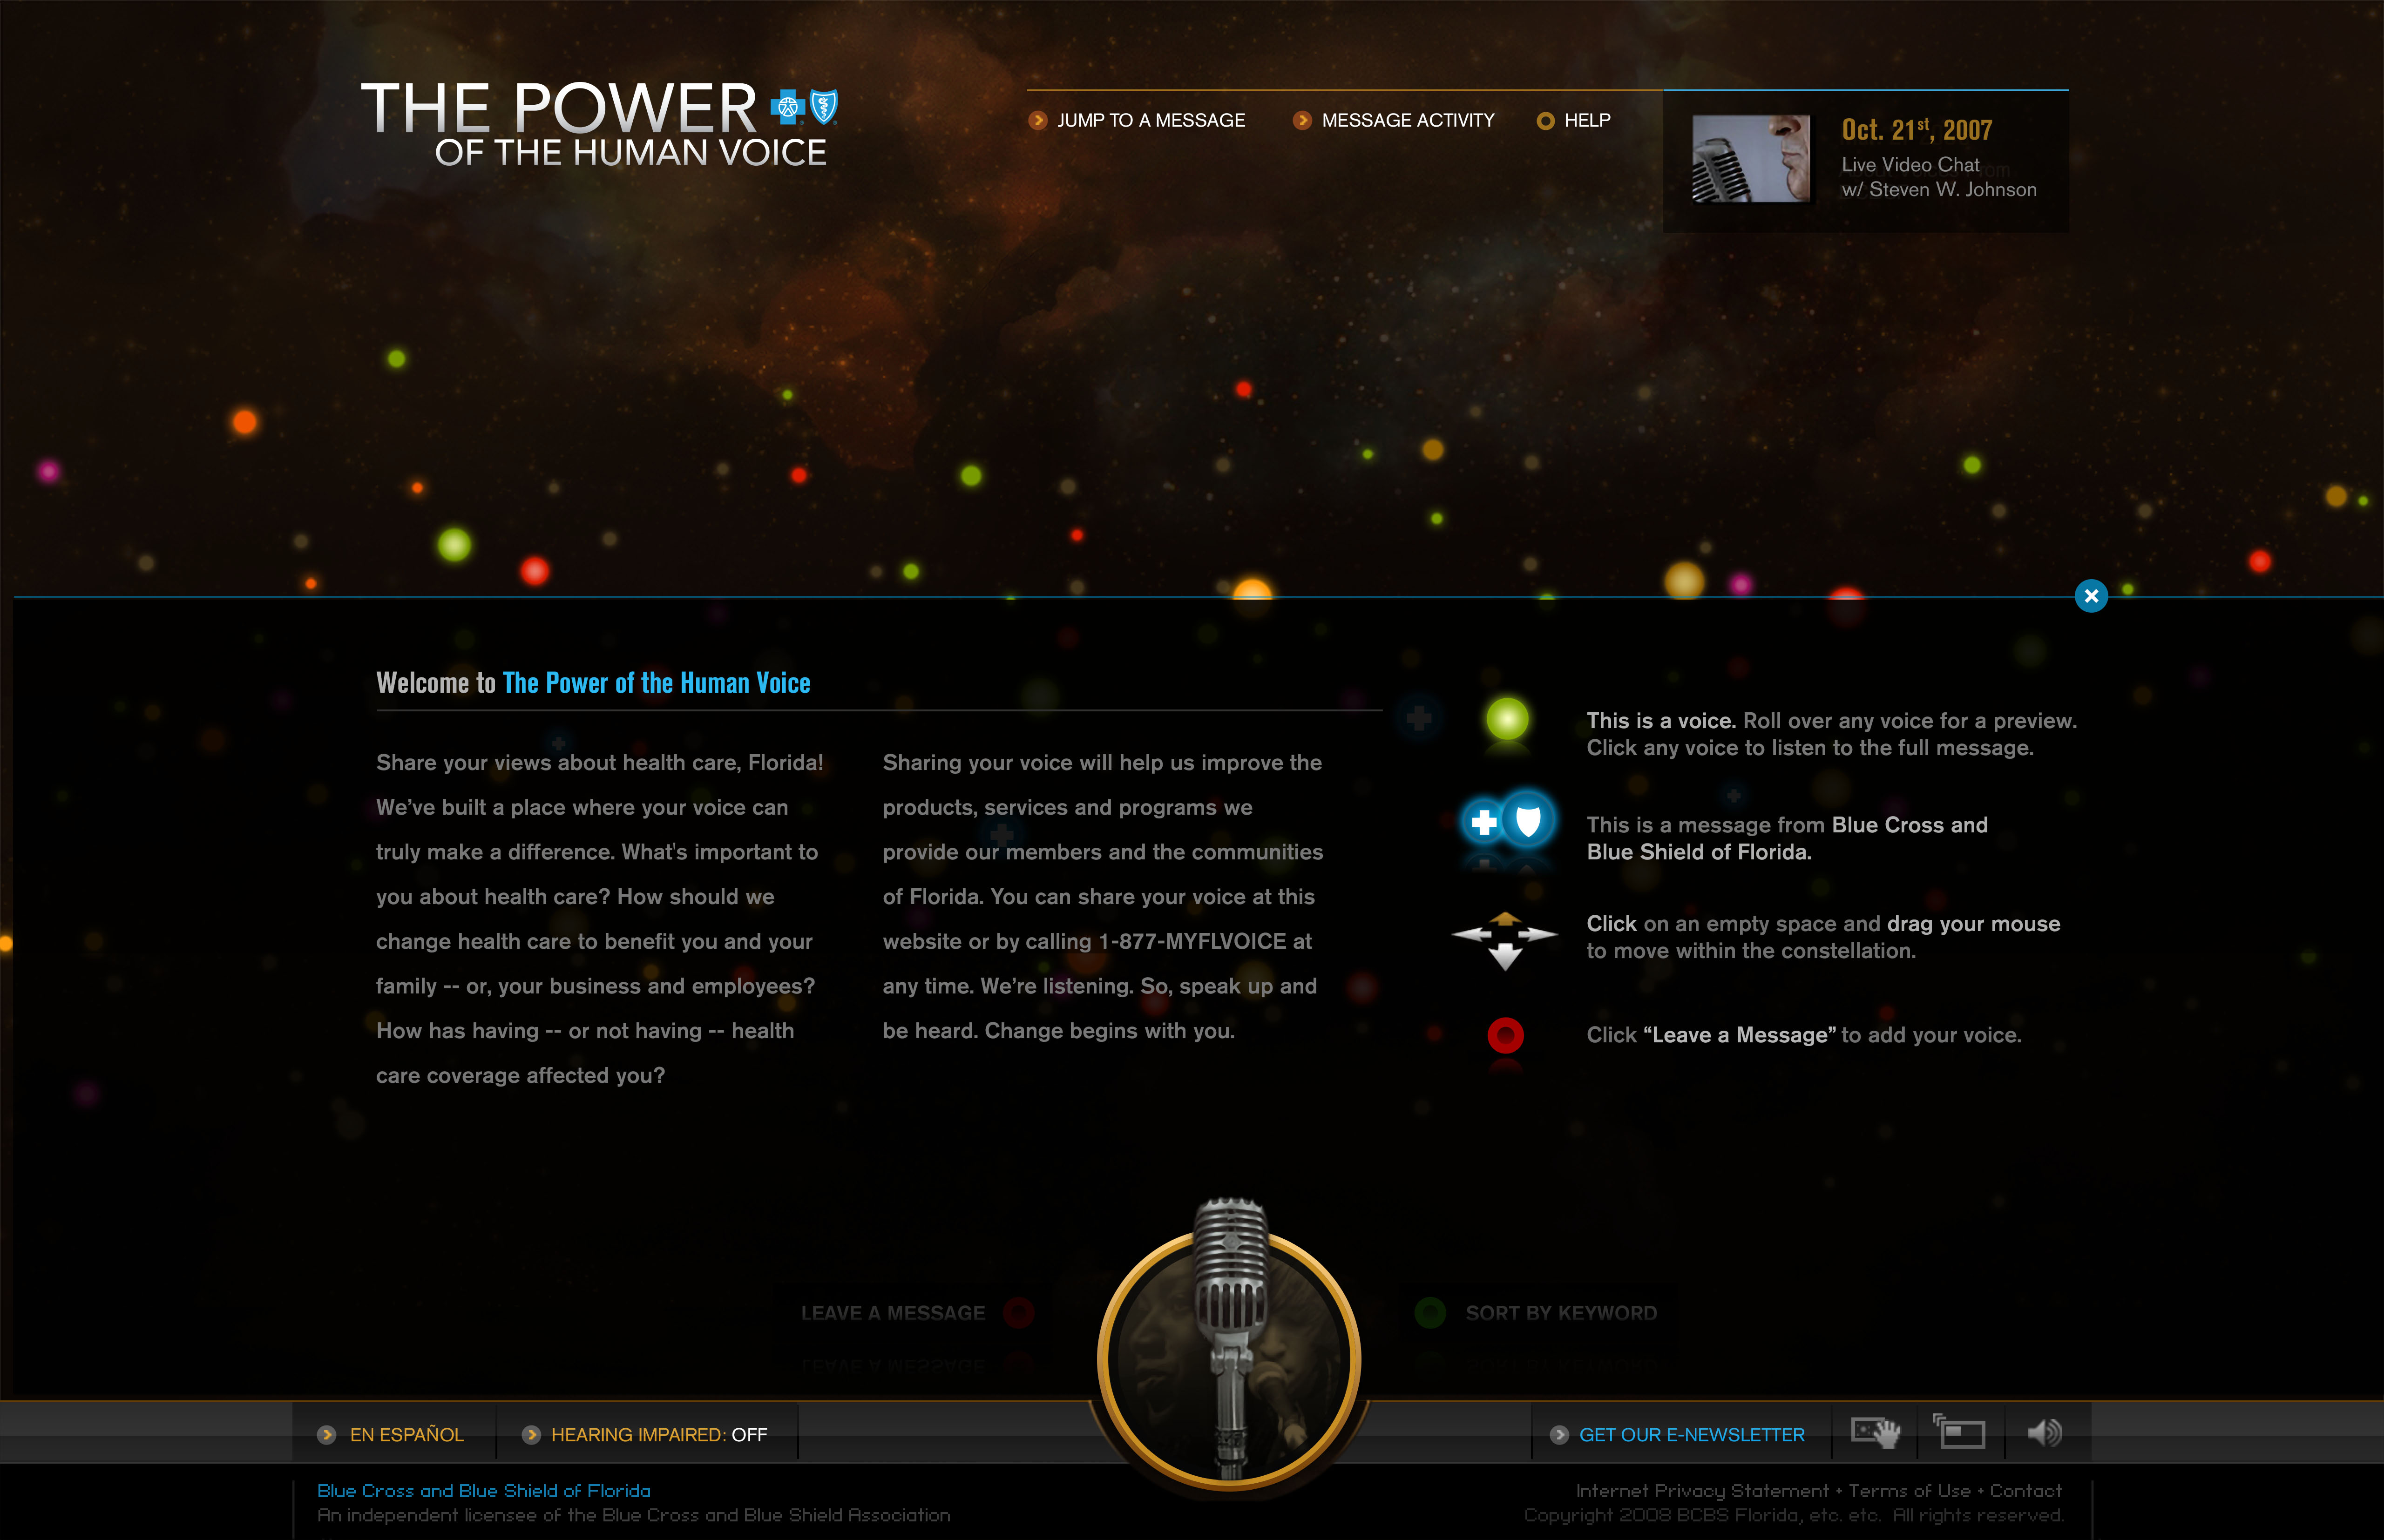 THE POWER
OF THE HUMAN VOICE
JUMP TO A MESSAGE
MESSAGE ACTIVITY
HELP
Oct. 21st, 2007
Live Video Chat
w/ Steven W. Johnson
Welcome to The Power of the Human Voice
Share your views about health care, Florida!
We’ve built a place where your voice can
truly make a difference. What's important to
you about health care? How should we
change health care to benefit you and your
family -- or, your business and employees?
How has having -- or not having -- health
care coverage affected you?
Sharing your voice will help us improve the
products, services and programs we
provide our members and the communities
of Florida. You can share your voice at this
website or by calling 1-877-MYFLVOICE at
any time. We’re listening. So, speak up and
be heard. Change begins with you.
This is a voice. Roll over any voice for a preview.
Click any voice to listen to the full message.
This is a message from Blue Cross and
Blue Shield of Florida.
Click on an empty space and drag your mouse
to move within the constellation.
Click “Leave a Message” to add your voice.
LEAVE A MESSAGE
SORT BY KEYWORD
EN ESPAÑOL
HEARING IMPAIRED: OFF
GET OUR E-NEWSLETTER
Blue Cross and Blue Shield of Florida
An independent licensee of the Blue Cross and Blue Shield Association
Internet Privacy Statement • Terms of Use • Contact
Copyright 2008 BCBS Florida, etc. etc. All rights reserved.